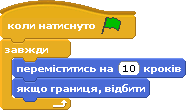 коли натиснуто
завжди
переміститись на 10 кроків
якщо границя, відбити